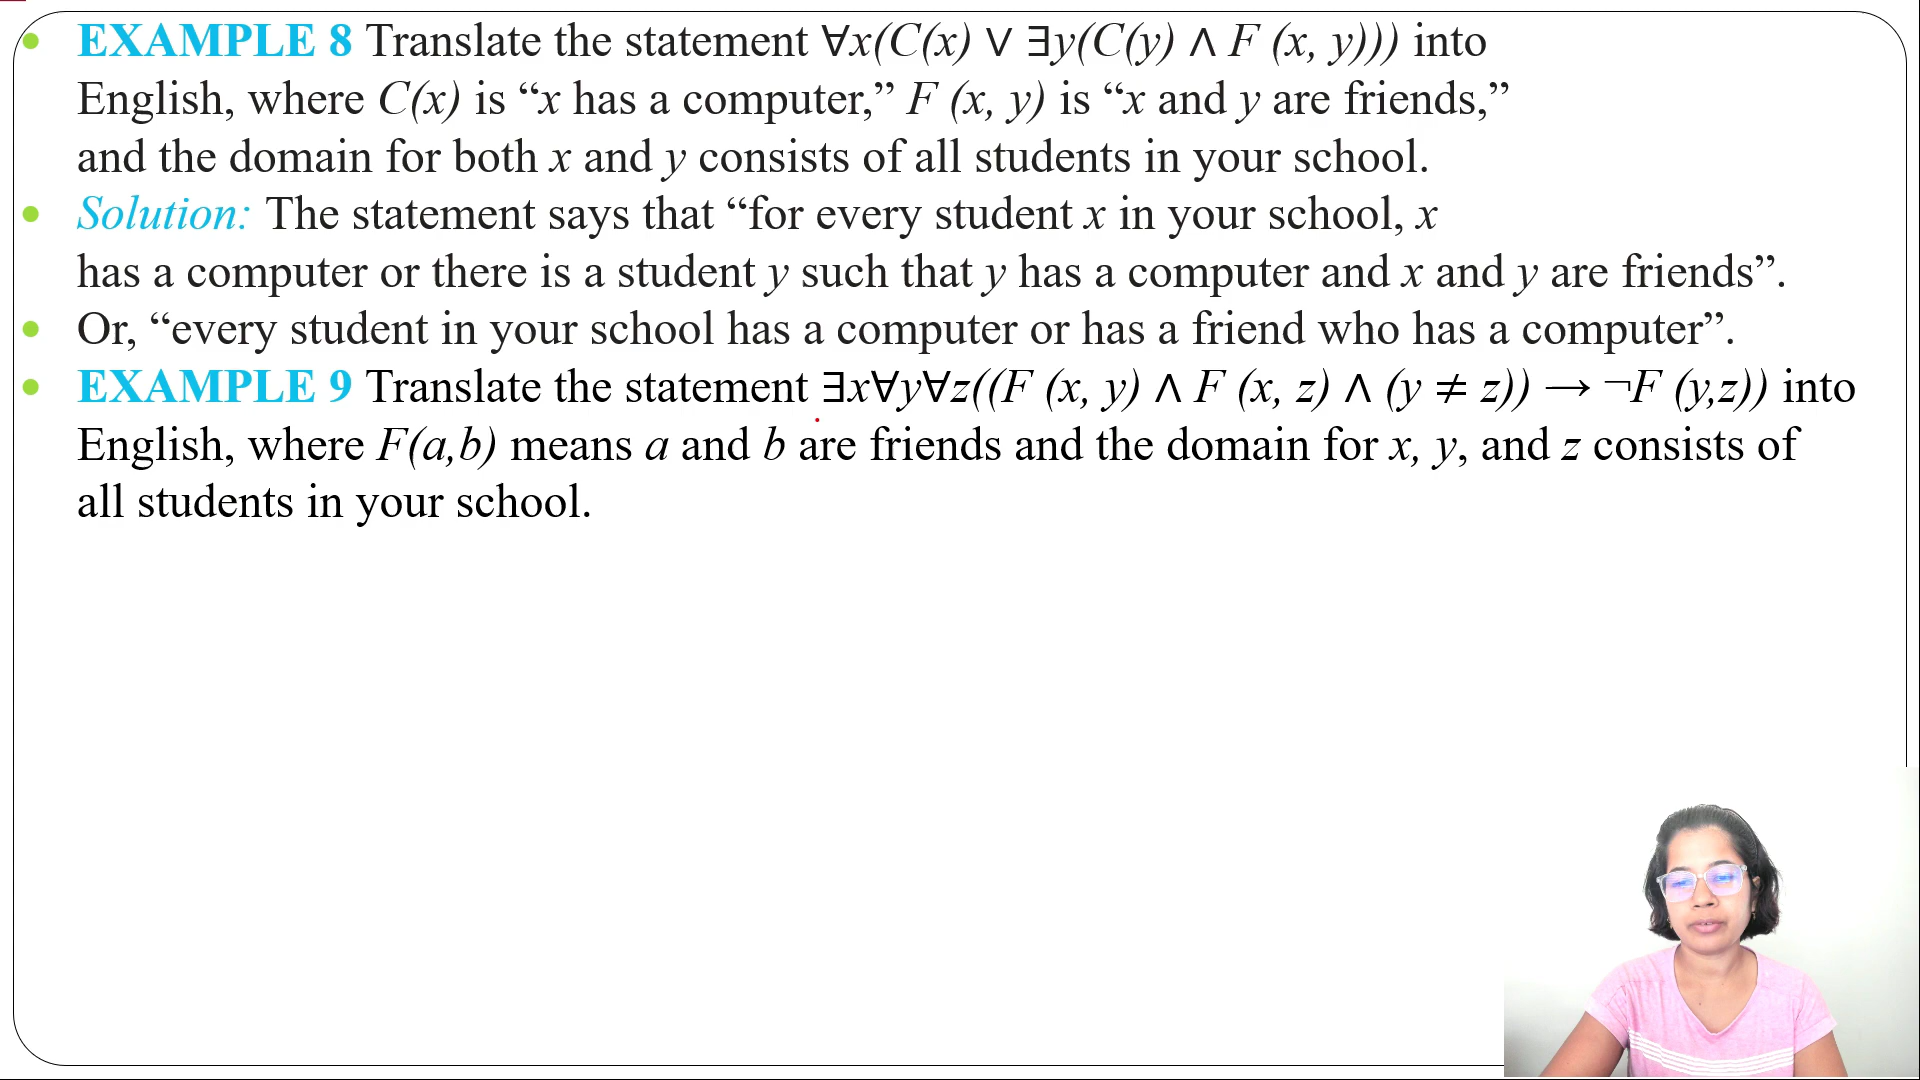 EXAMPLE 8 Translate the statement ∀x(C(x) ∨ ∃y(C(y) ∧ F (x, y))) into
English, where C(x) is “x has a computer,” F (x, y) is “x and y are friends,”
and the domain for both x and y consists of all students in your school.
Solution: The statement says that “for every student x in your school, x
has a computer or there is a student y such that y has a computer and x and y are friends”.
Or, “every student in your school has a computer or has a friend who has a computer”.
EXAMPLE 9 Translate the statement ∃x∀y∀z((F (x, y) ∧ F (x, z) ∧ (y ≠ z)) → ¬F (y,z)) into
English, where F(a,b) means a and b are friends and the domain for x, y, and z consists of
all students in your school.